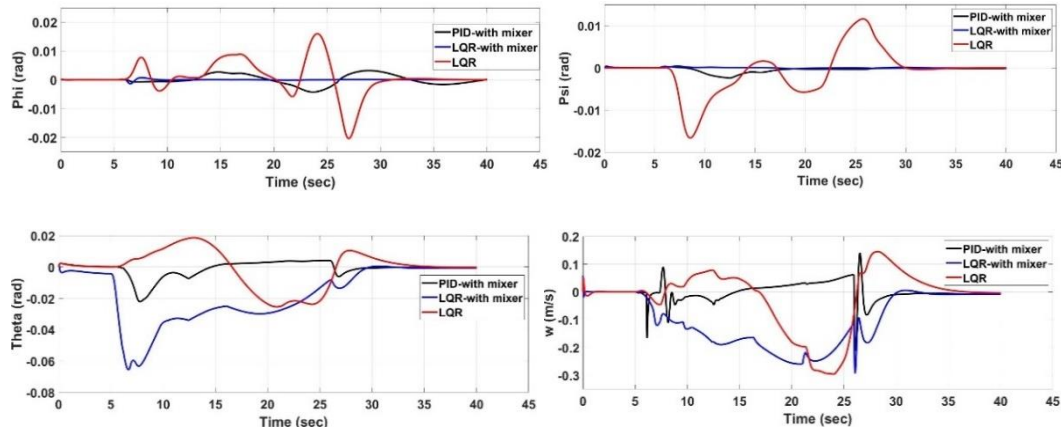 0.02
0.01
0
-0.01
-0.02
Phi (rad)
0 5 10 15 20 25 30 35 40 45
Time (sec)
PID-with mixer
LQR-with mixer
LQR
0.01
0
-0.01
0.02
Psi (rad)
0 5 10 15 20 25 30 35 40 45
Time (sec)
PID-with mixer
LQR-with mixer
LQR
0.02
0
-0.02
-0.04
-0.06
-0.08
Theta (rad)
0 5 10 15 20 25 30 35 40 45
Time (sec)
PID-with mixer
LQR-with mixer
LQR
0.2
0.1
0
-0.1
-0.2
-0.3
w (m/s)
0 5 10 15 20 25 30 35 40 45
Time (sec)
PID-with mixer
LQR-with mixer
LQR